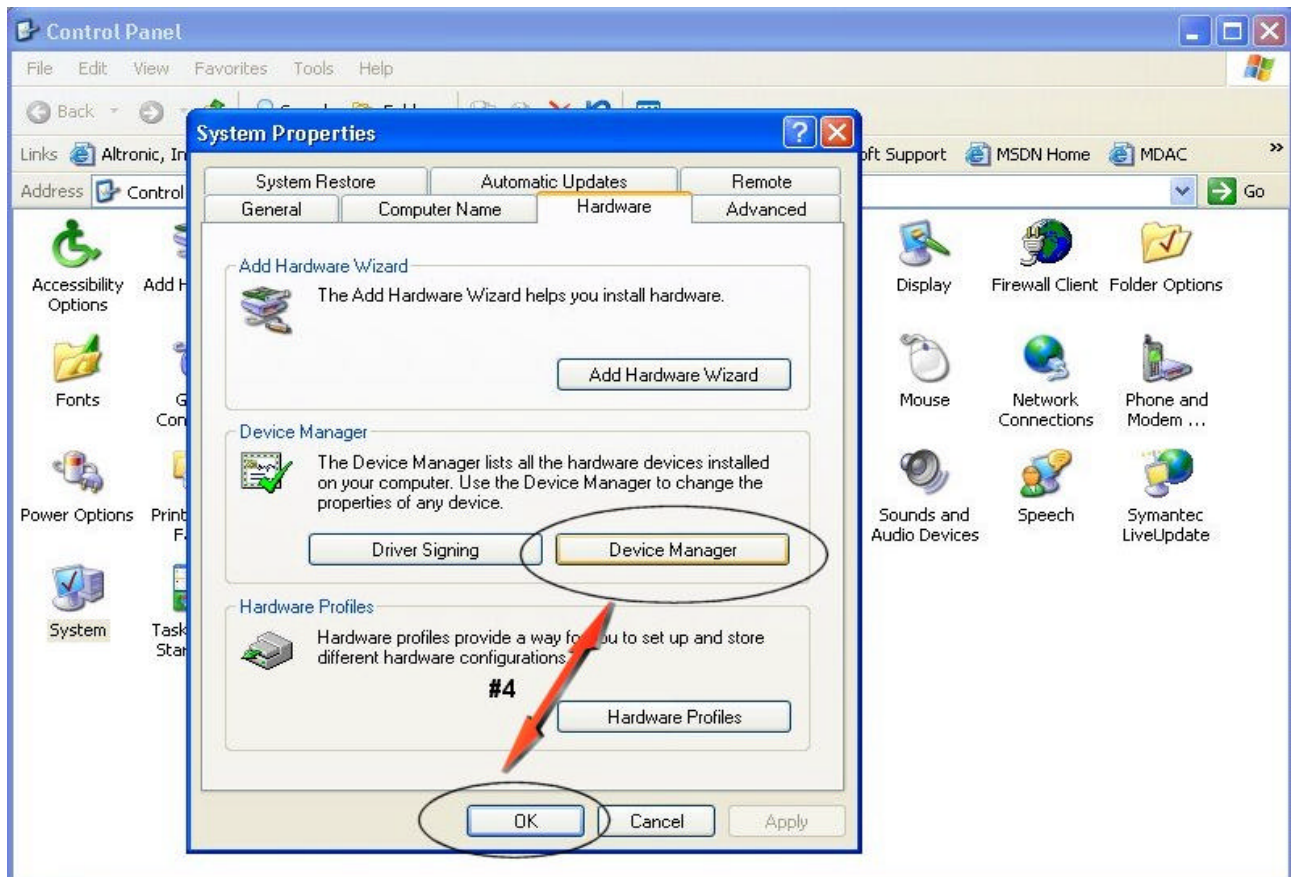 Control Panel
File Edit View Favorites Tools Help
Back
System Properties
Links Altronic, In
oft Support MSDN Home MDAC »
Address Control
Go
System Restore Automatic Updates Remote
General Computer Name Hardware Advanced
Add Hardware Wizard
The Add Hardware Wizard helps you install hardware.
Add Hardware Wizard
Device Manager
The Device Manager lists all the hardware devices installed
on your computer. Use the Device Manager to change the
properties of any device.
Driver Signing Device Manager
Hardware Profiles
Hardware profiles provide a way for you to set up and store
different hardware configurations
#4
Hardware Profiles
OK Cancel Apply
Accessibility
Options
Add H
Display
Firewall Client
Folder Options
Fonts
G
Con
Mouse
Network
Connections
Phone and
Modem ...
Power Options
Print
F
Sounds and
Audio Devices
Speech
Symantec
LiveUpdate
System
Task
Star